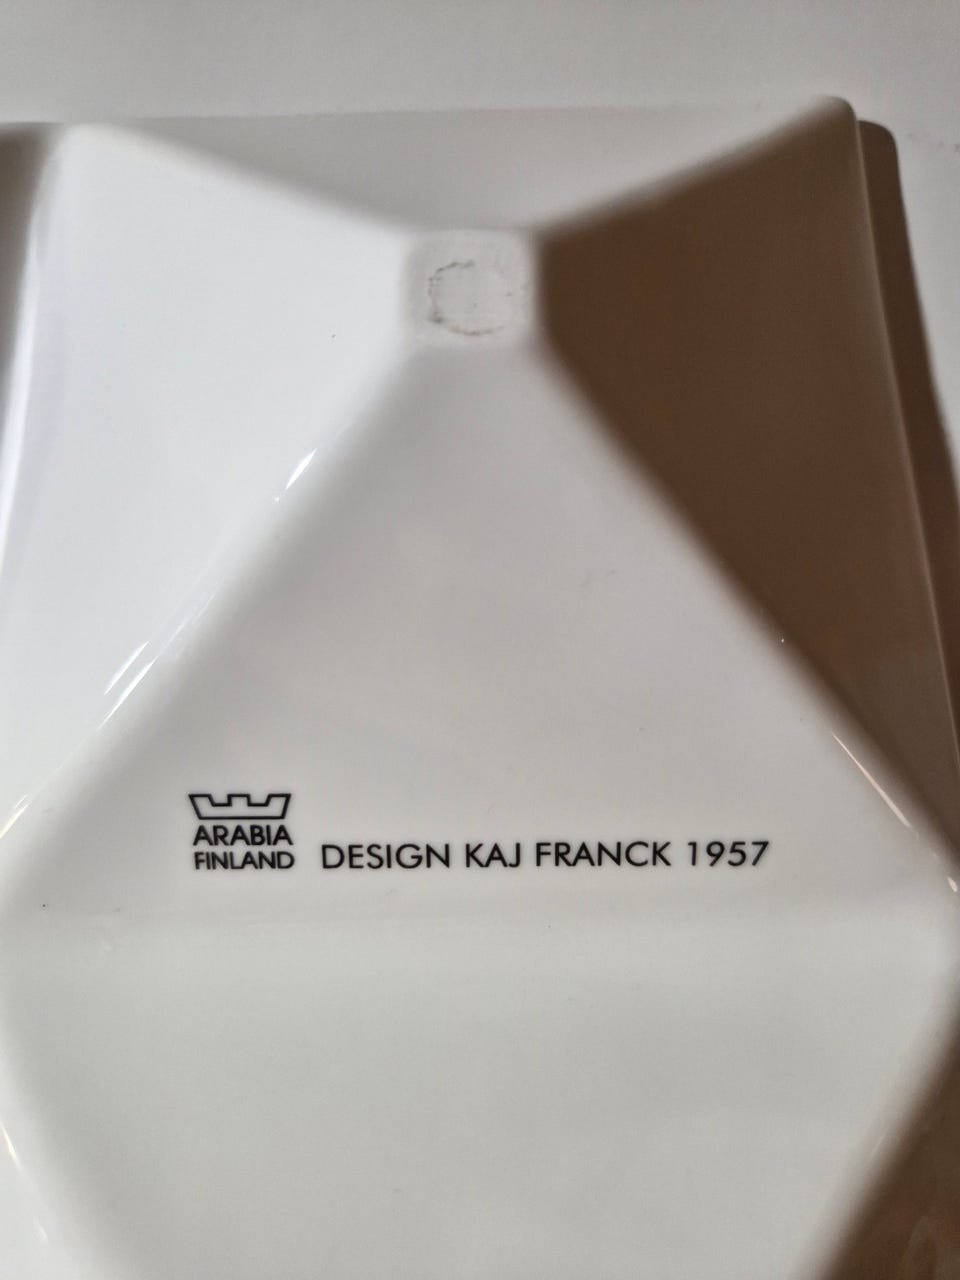 ARABIA
FINLAND
DESIGN KAJ FRANCK 1957